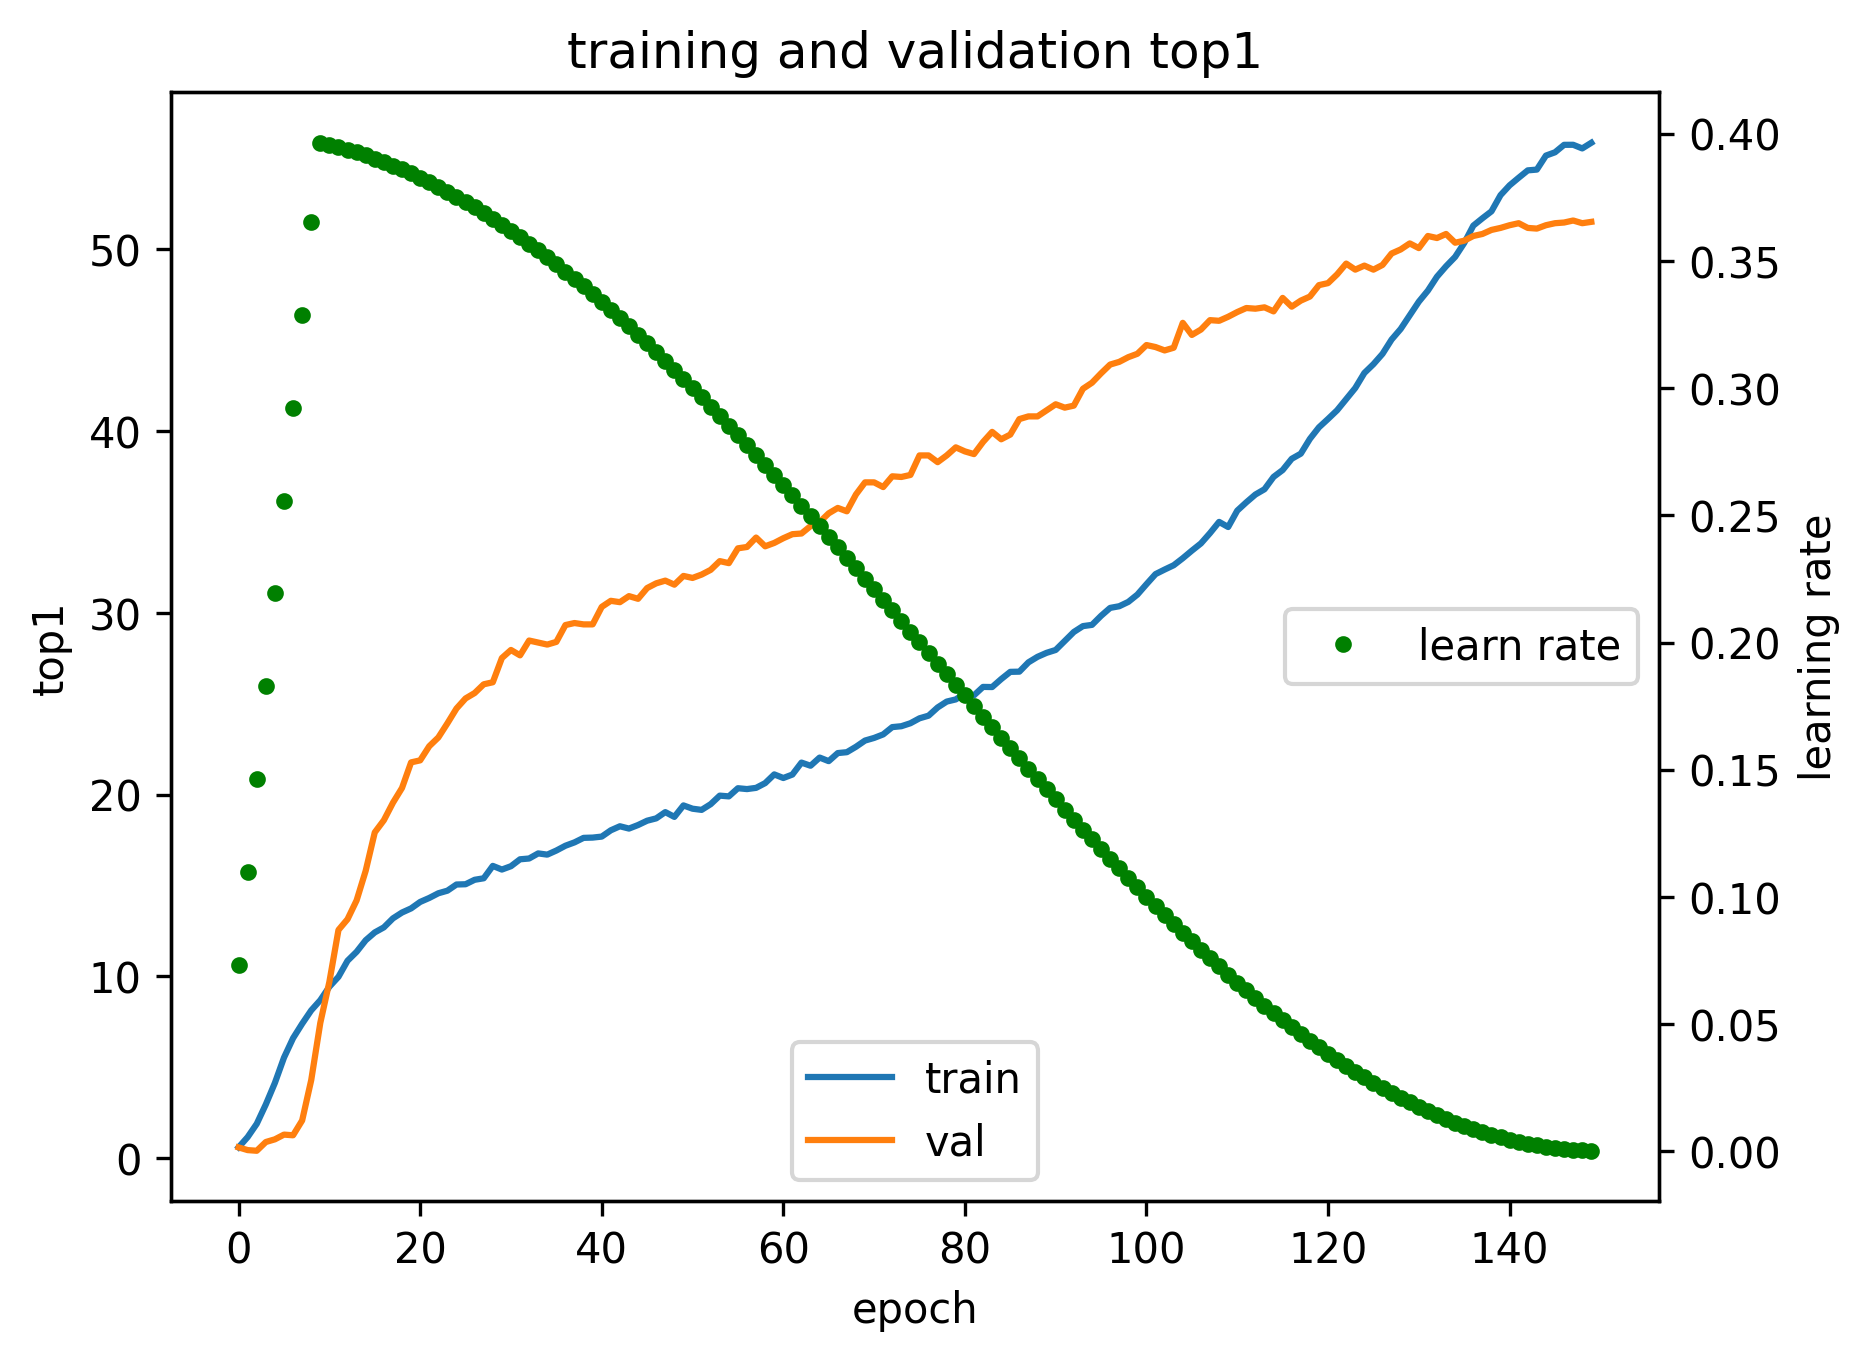 training and validation top1
top1
50
40
30
20
10
0
0.40
0.35
0.30
0.25
0.20
0.15
0.10
0.05
0.00
learning rate
learn rate
train
val
0 20 40 60 80 100 120 140
epoch